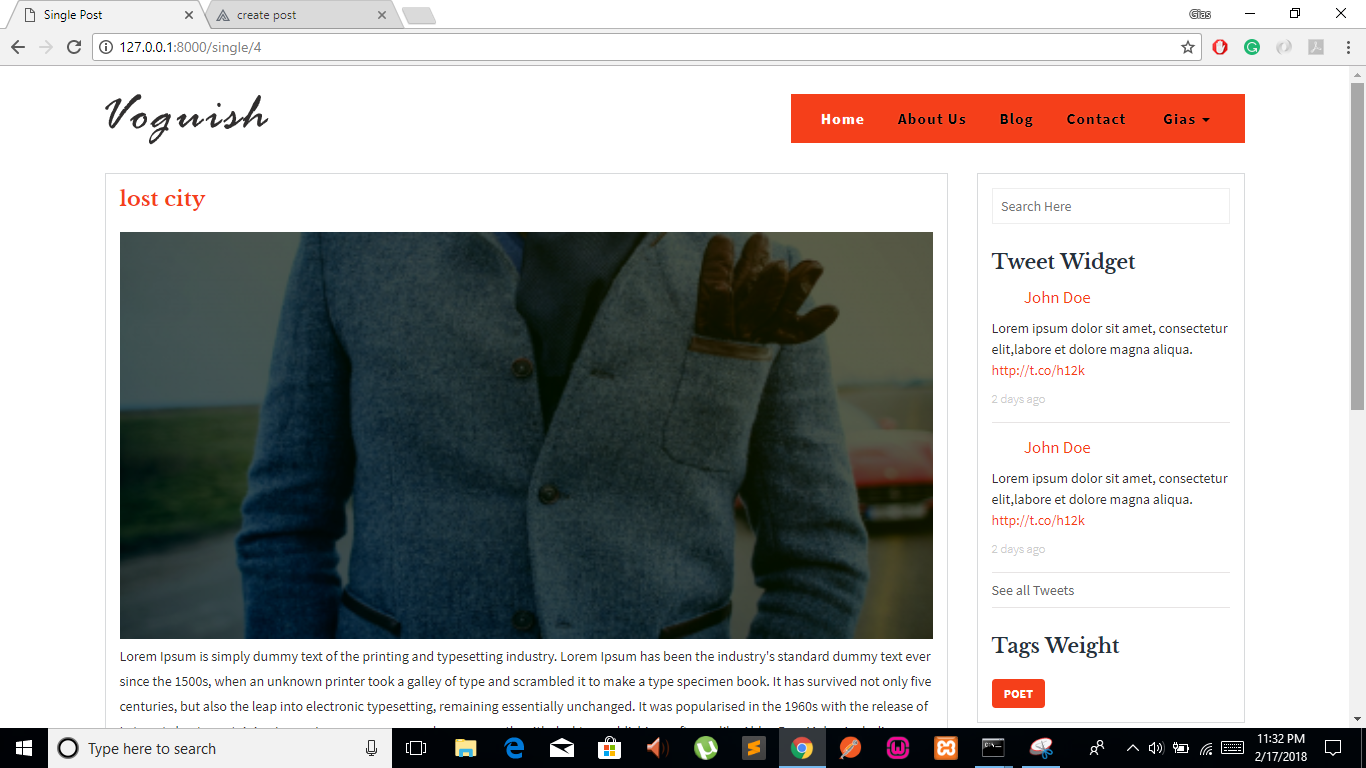 Single Post
create post
Gias
127.0.0.1:8000/single/4
Voguish
Home About Us Blog Contact Gias
lost city
Lorem Ipsum is simply dummy text of the printing and typesetting industry. Lorem Ipsum has been the industry's standard dummy text ever
since the 1500s, when an unknown printer took a galley of type and scrambled it to make a type specimen book. It has survived not only five
centuries, but also the leap into electronic typesetting, remaining essentially unchanged. It was popularised in the 1960s with the release of
Search Here
Tweet Widget
John Doe
Lorem ipsum dolor sit amet, consectetur
elit,labore et dolore magna aliqua.
http://t.co/h12k
2 days ago
John Doe
Lorem ipsum dolor sit amet, consectetur
elit,labore et dolore magna aliqua.
http://t.co/h12k
2 days ago
See all Tweets
Tags Weight
POET
Type here to search
11:32 PM
2/17/2018